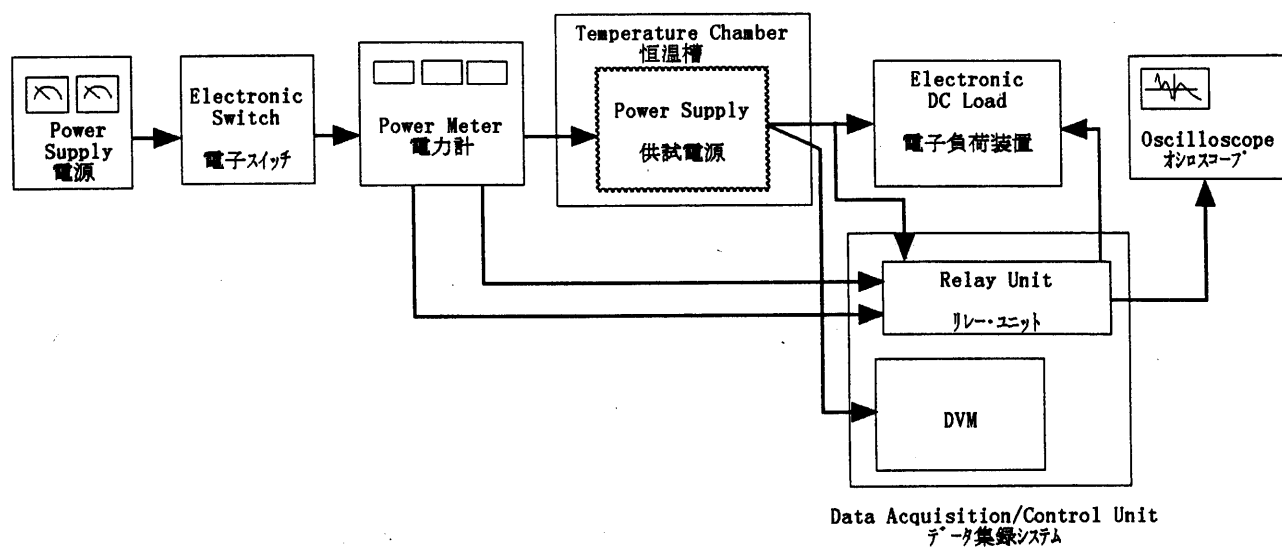 Power
Supply
電源
Electronic
Switch
電子スイッチ
Power Meter
電力計
Temperature Chamber
恒温槽
Power Supply
供試電源
Electronic
DC Load
電子負荷装置
Oscilloscope
オシロスコープ
Relay Unit
リレー・ユニット
DVM
Data Acquisition/Control Unit
データ集録システム